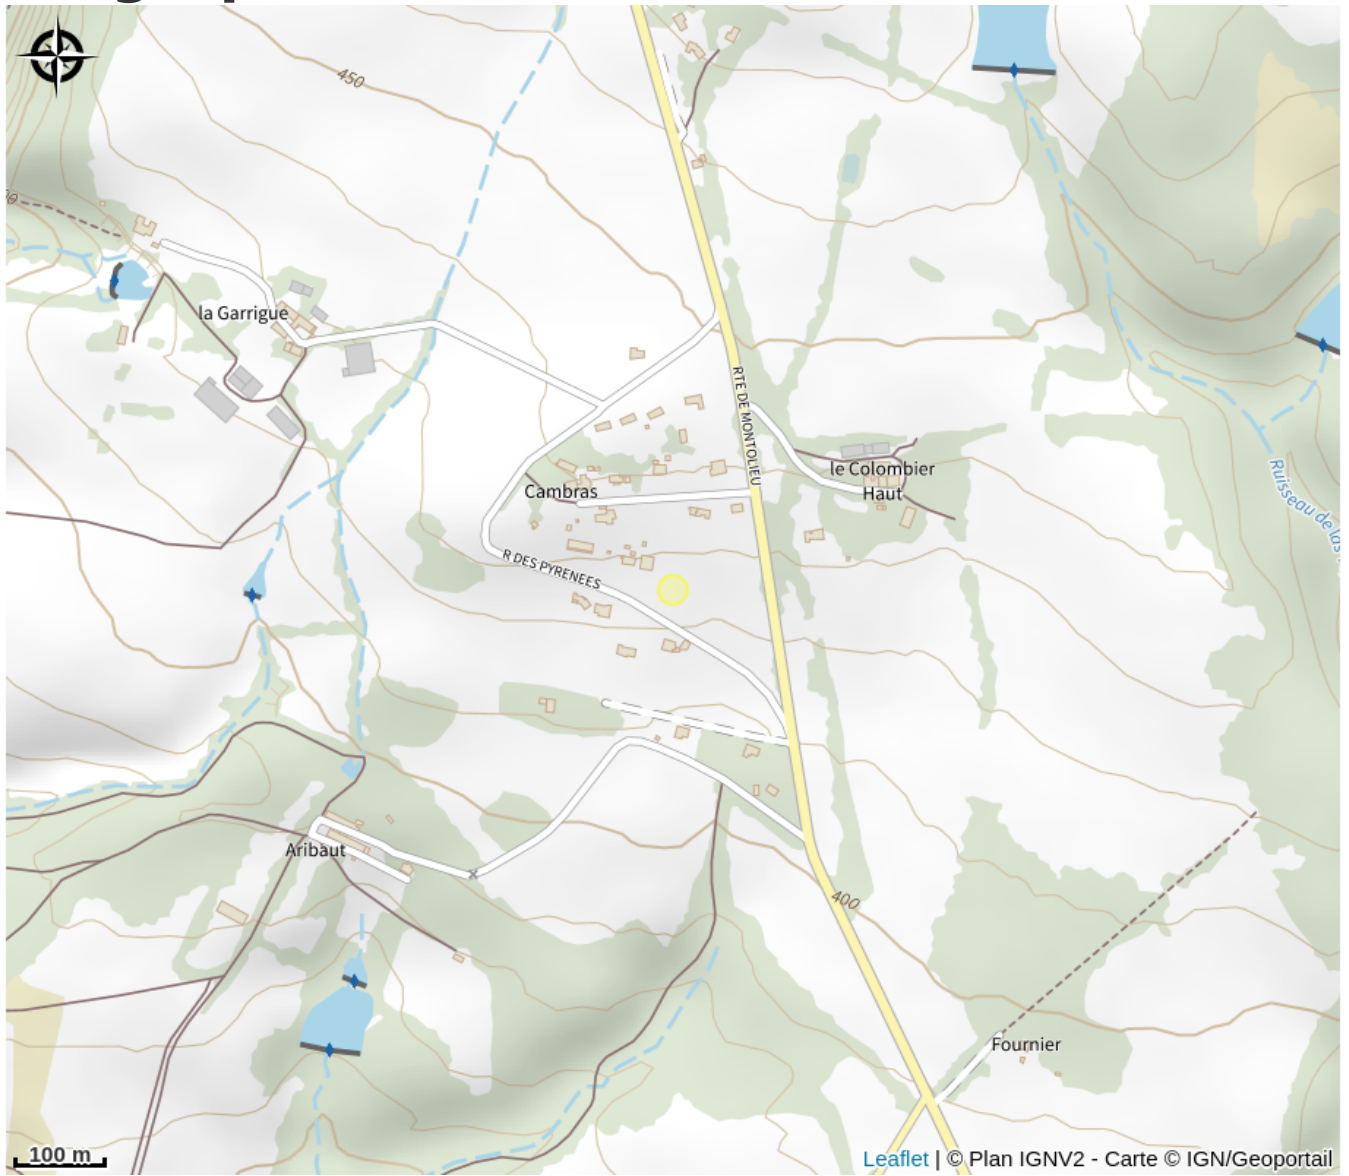 450
la Garrigue
RTE DE MONTOLIEU
le Colombier
Haut
Cambras
R DES PYRENEES
Ruisseau de las
Aribaut
400
Fournier
100 m
Leaflet | © Plan IGNV2 - Carte © IGN/Geoportail